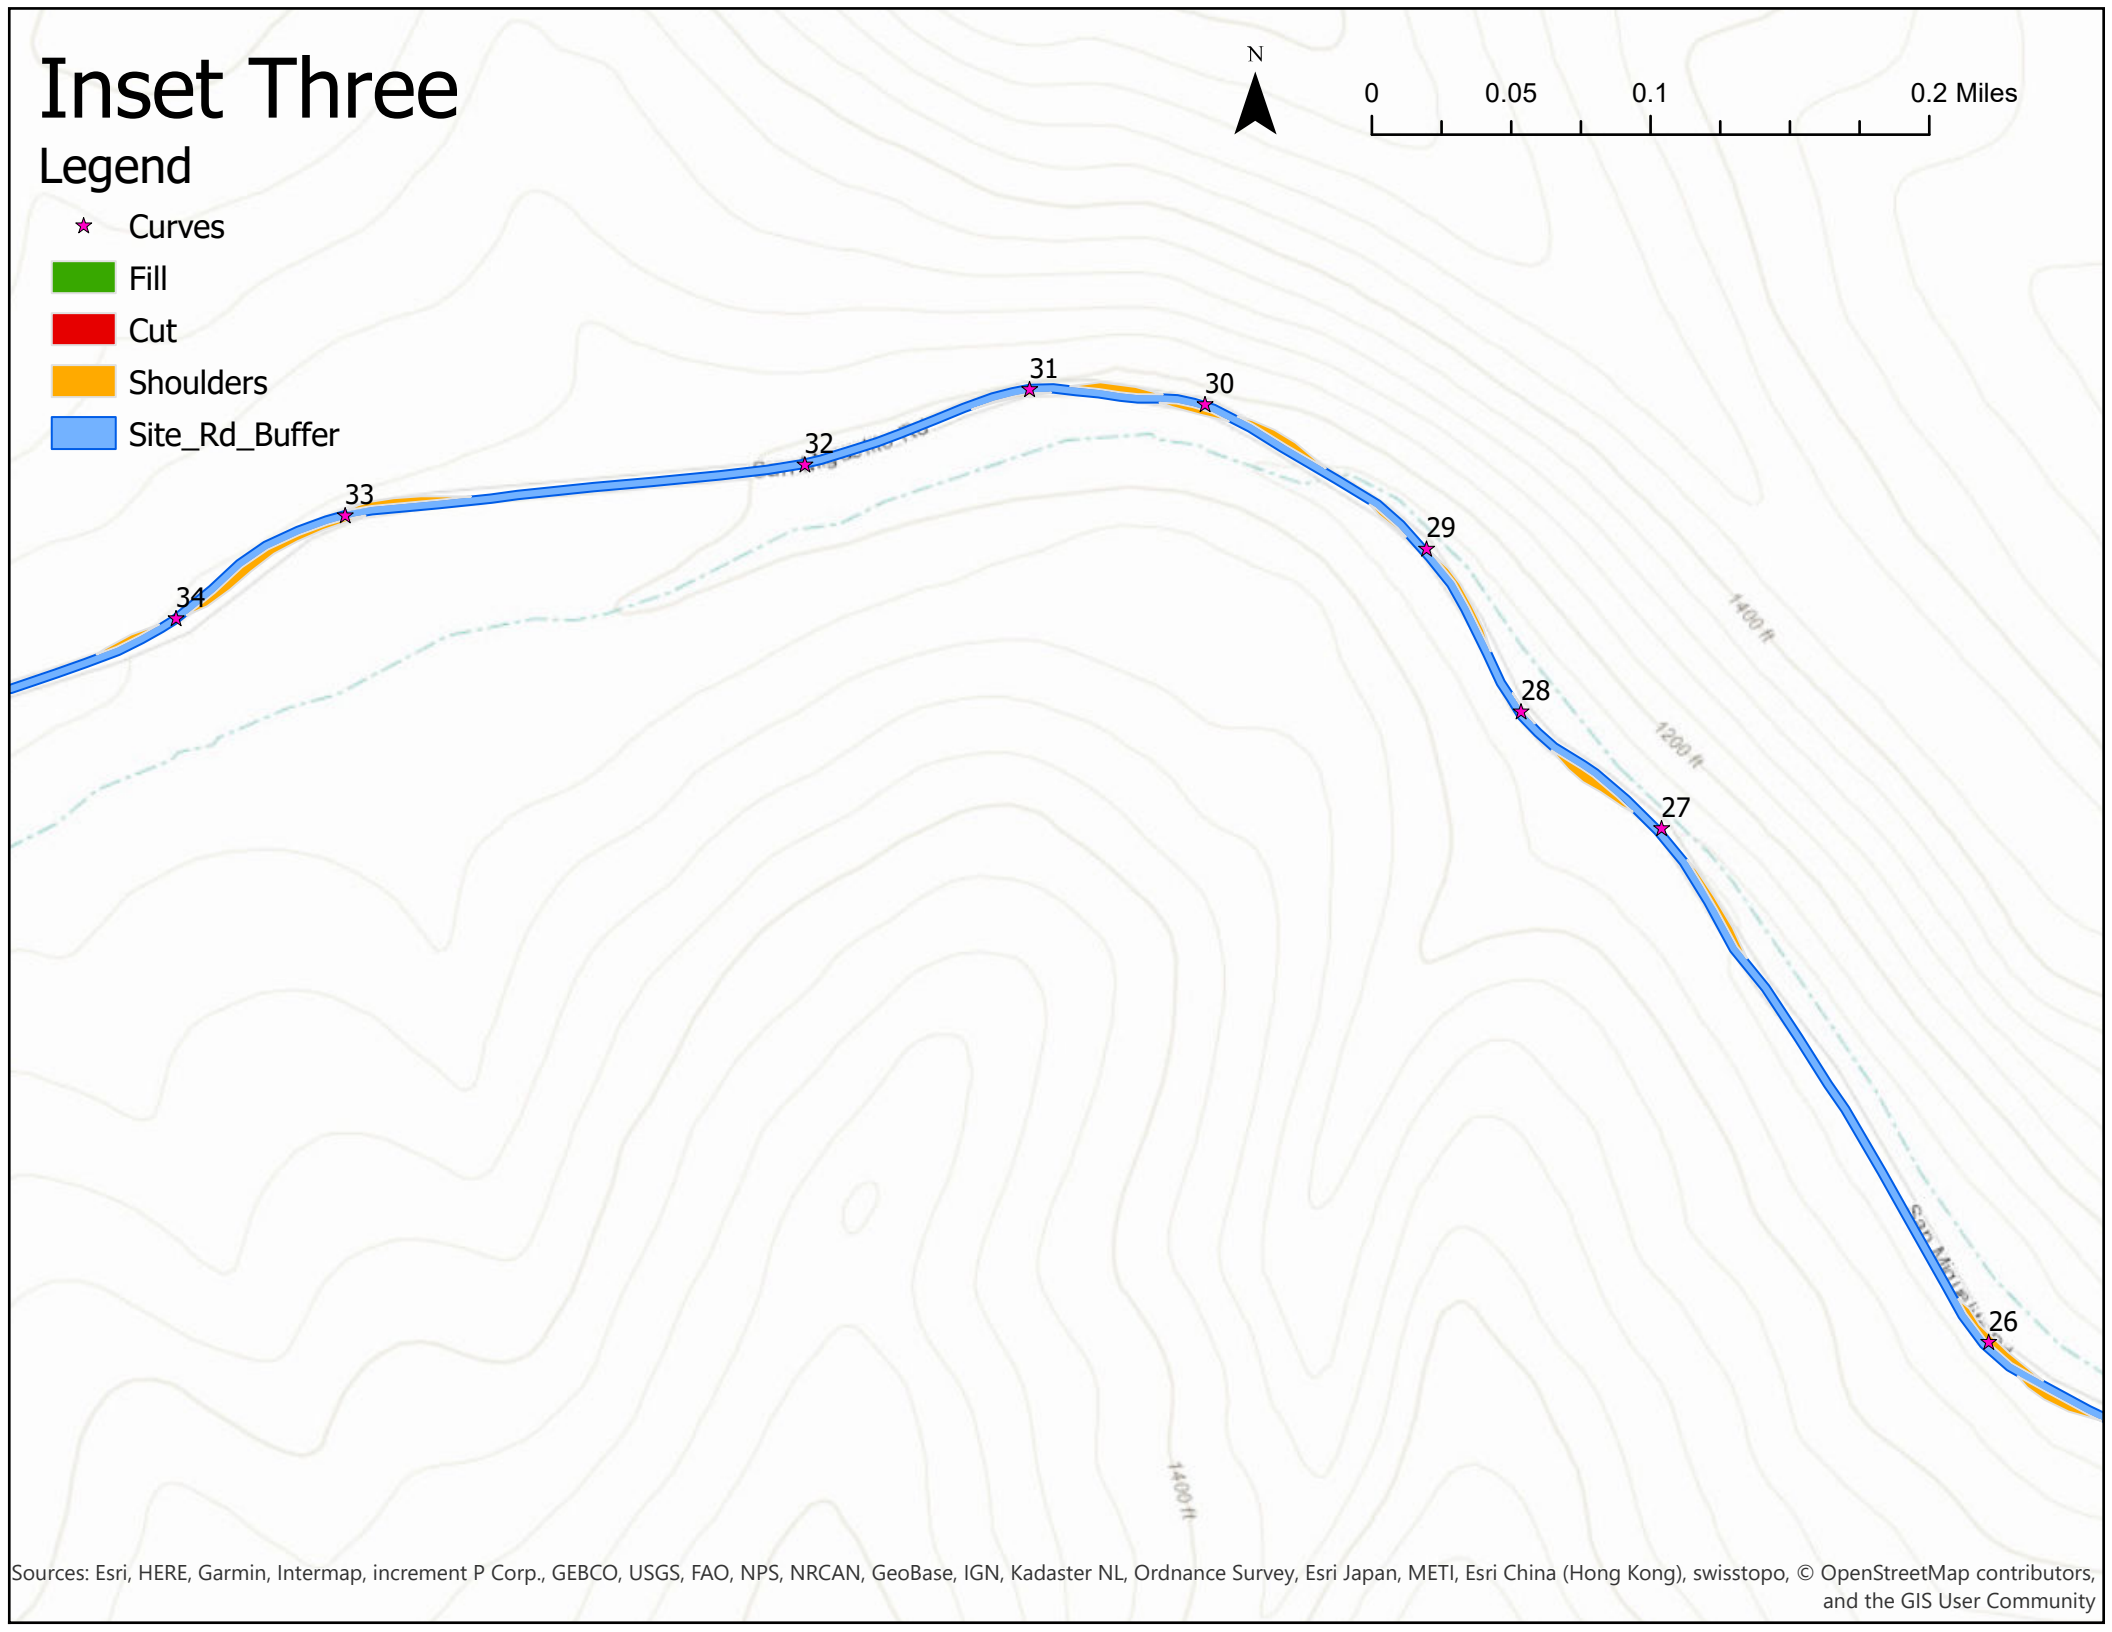 Inset Three
Legend
Curves
Fill
Cut
Shoulders
Site_Rd_Buffer
N
0 0.05 0.1 0.2 Miles
31
30
32
33
29
34
28
27
26
1400 ft
1200 ft
San Miguelito Rd
1400 ft
Sources: Esri, HERE, Garmin, Intermap, increment P Corp., GEBCO, USGS, FAO, NPS, NRCAN, GeoBase, IGN, Kadaster NL, Ordnance Survey, Esri Japan, METI, Esri China (Hong Kong), swisstopo, © OpenStreetMap contributors,
and the GIS User Community